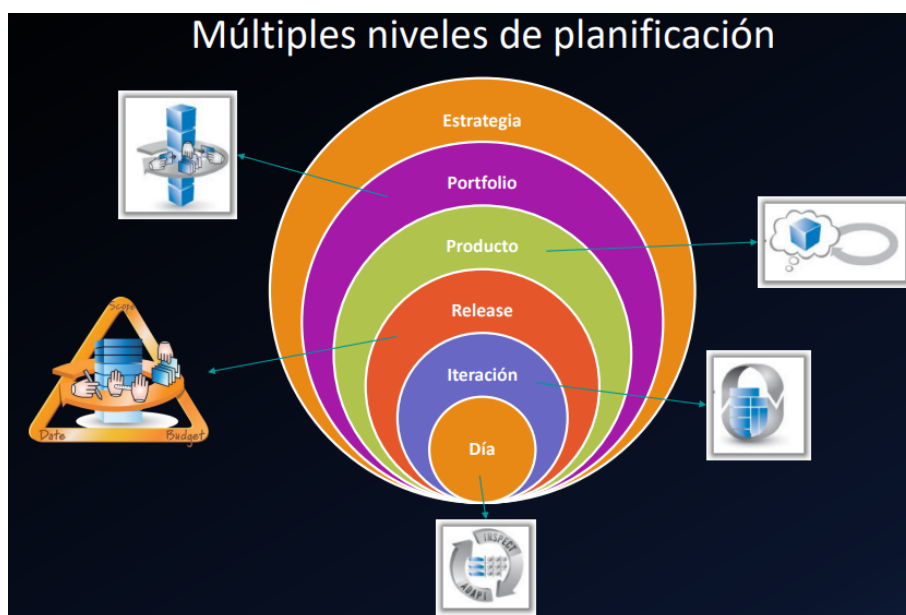 Múltiples niveles de planificación
Estrategia
Portfolio
Producto
Release
Iteración
Día
Scope
Date
Budget
INSPECT
ADAPT